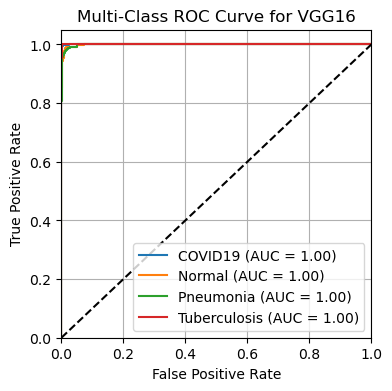 Multi-Class ROC Curve for VGG16
True Positive Rate
1.0
0.8
0.6
0.4
0.2
0.0
COVID19 (AUC = 1.00)
Normal (AUC = 1.00)
Pneumonia (AUC = 1.00)
Tuberculosis (AUC = 1.00)
0.0 0.2 0.4 0.6 0.8 1.0
False Positive Rate